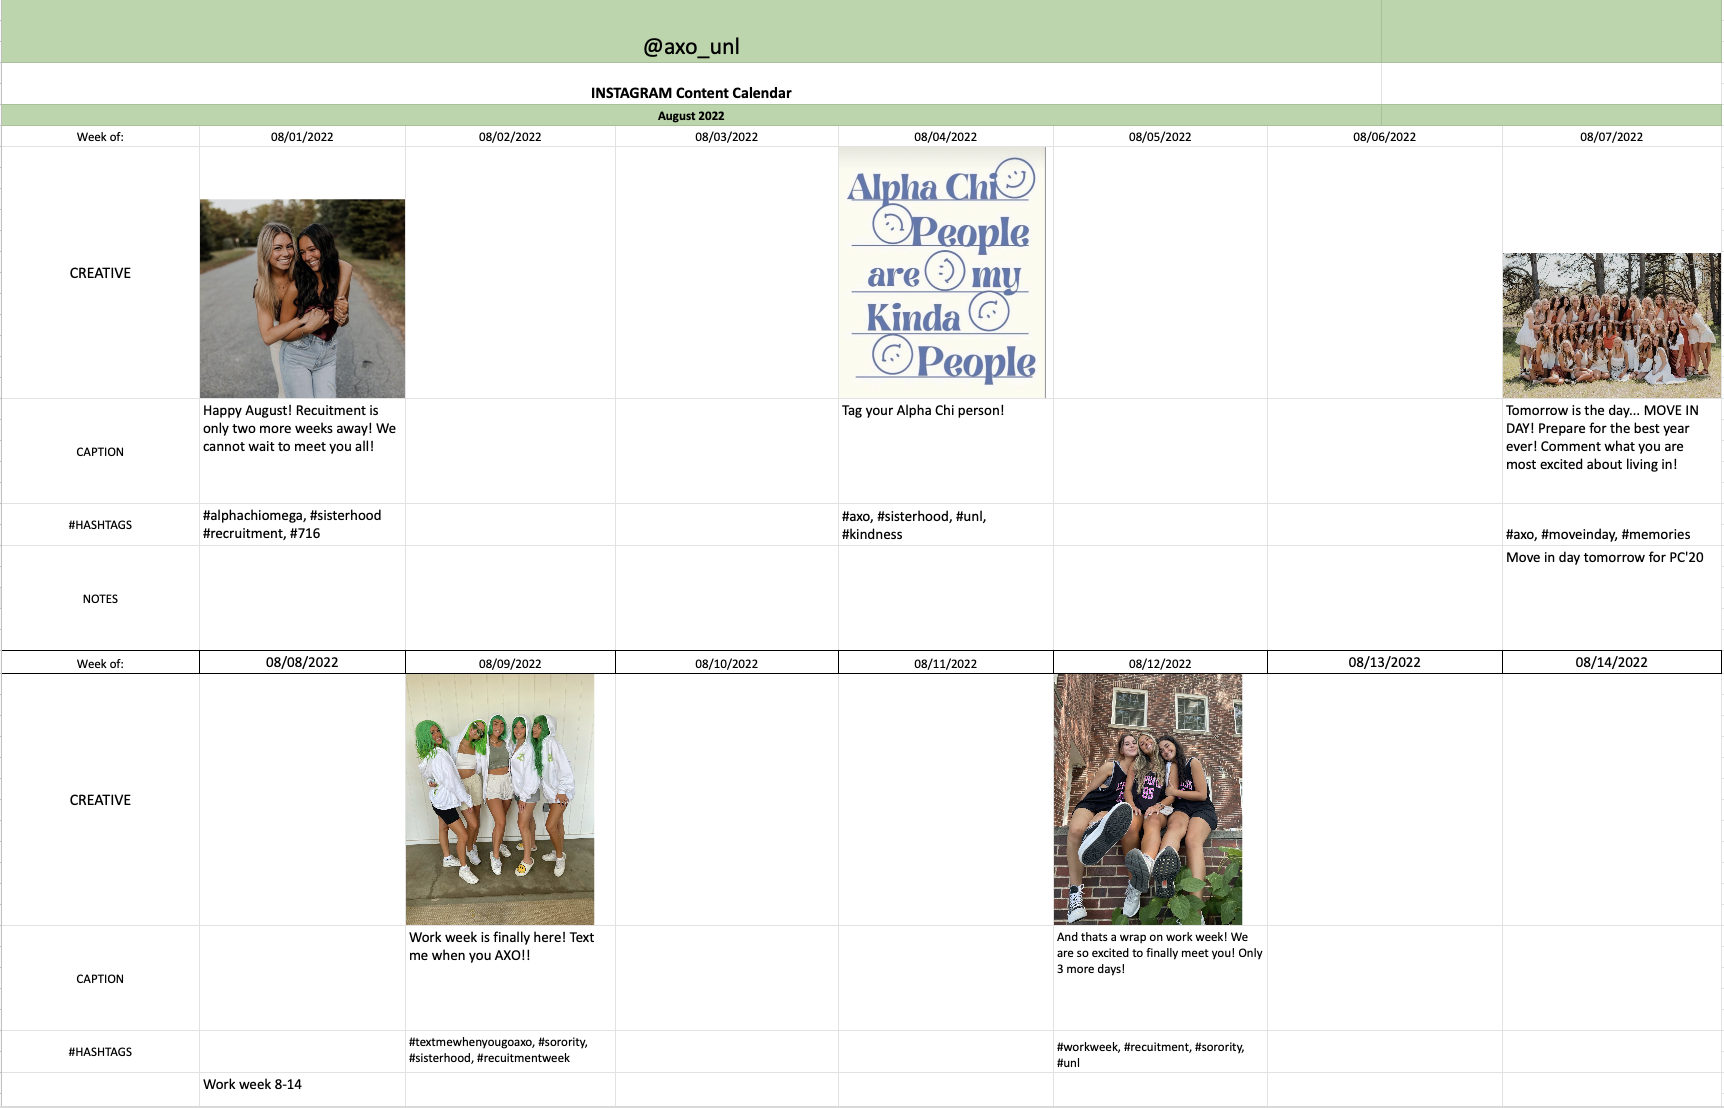 @axo_unl
INSTAGRAM Content Calendar
August 2022
Week of: 08/01/2022 08/02/2022 08/03/2022 08/04/2022 08/05/2022 08/06/2022 08/07/2022
CREATIVE
Alpha Chi
People
are my
Kinda
People
CAPTION
Happy August! Recuitment is
only two more weeks away! We
cannot wait to meet you all!
Tag your Alpha Chi person!
Tomorrow is the day... MOVE IN
DAY! Prepare for the best year
ever! Comment what you are
most excited about living in!
#HASHTAGS
#alphachiomega, #sisterhood
#recruitment, #716
#axo, #sisterhood, #unl,
#kindness
#axo, #moveinday, #memories
NOTES
Move in day tomorrow for PC'20
Week of: 08/08/2022 08/09/2022 08/10/2022 08/11/2022 08/12/2022 08/13/2022 08/14/2022
CREATIVE
CAPTION
Work week is finally here! Text
me when you AXO!!
And thats a wrap on work week! We
are so excited to finally meet you! Only
3 more days!
#HASHTAGS
#textmewhenyougoaxo, #sorority,
#sisterhood, #recuitmentweek
#workweek, #recuitment, #sorority,
#unl
Work week 8-14